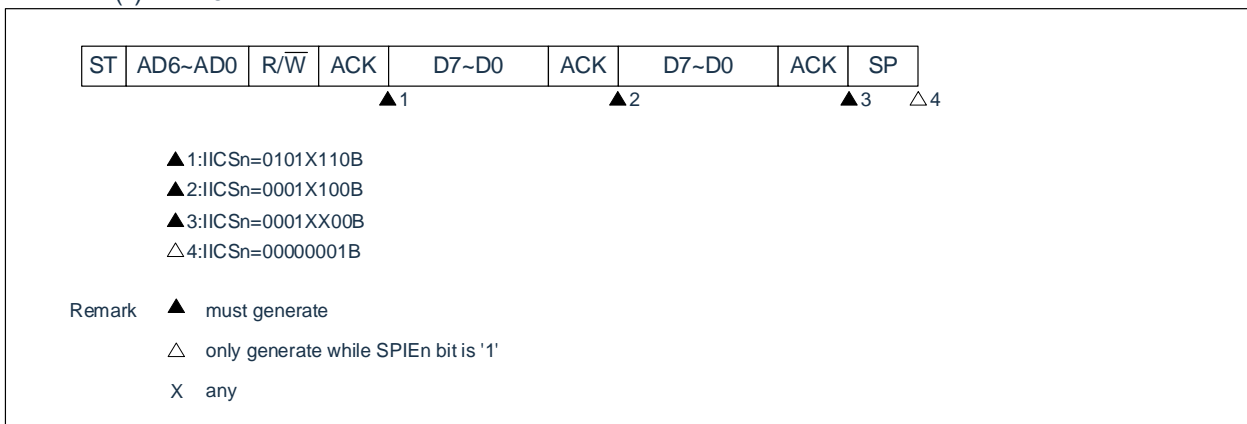 ST AD6~AD0 R/W̅ ACK D7~D0 ACK D7~D0 ACK SP
▲1 ▲2 ▲3 △4
▲1:IICSn=0101X110B
▲2:IICSn=0001X100B
▲3:IICSn=0001XX00B
△4:IICSn=00000001B
Remark ▲ must generate
△ only generate while SPIEn bit is '1'
X any